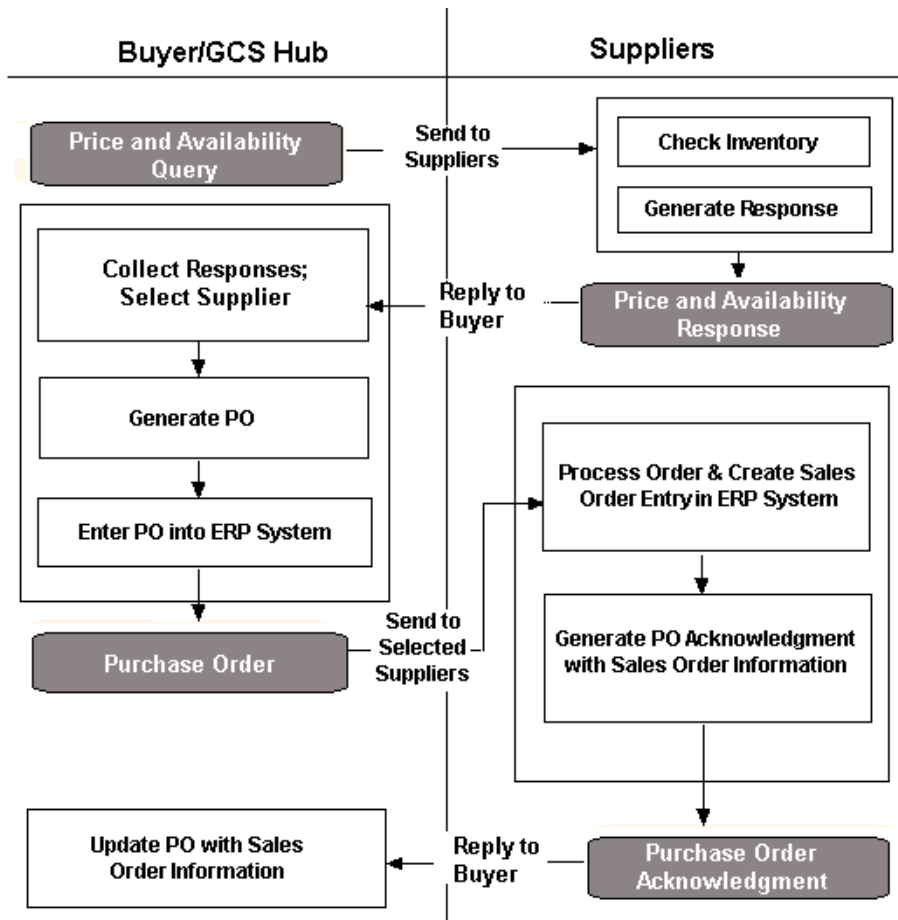 Buyer/GCS Hub
Suppliers
Price and Availability
Query
Send to
Suppliers
Check Inventory
Generate Response
Collect Responses;
Select Supplier
Reply to
Buyer
Price and Availability
Response
Generate PO
Enter PO into ERP System
Process Order & Create Sales
Order Entry in ERP System
Purchase Order
Send to
Selected
Suppliers
Generate PO Acknowledgment
with Sales Order Information
Update PO with Sales
Order Information
Reply to
Buyer
Purchase Order
Acknowledgment